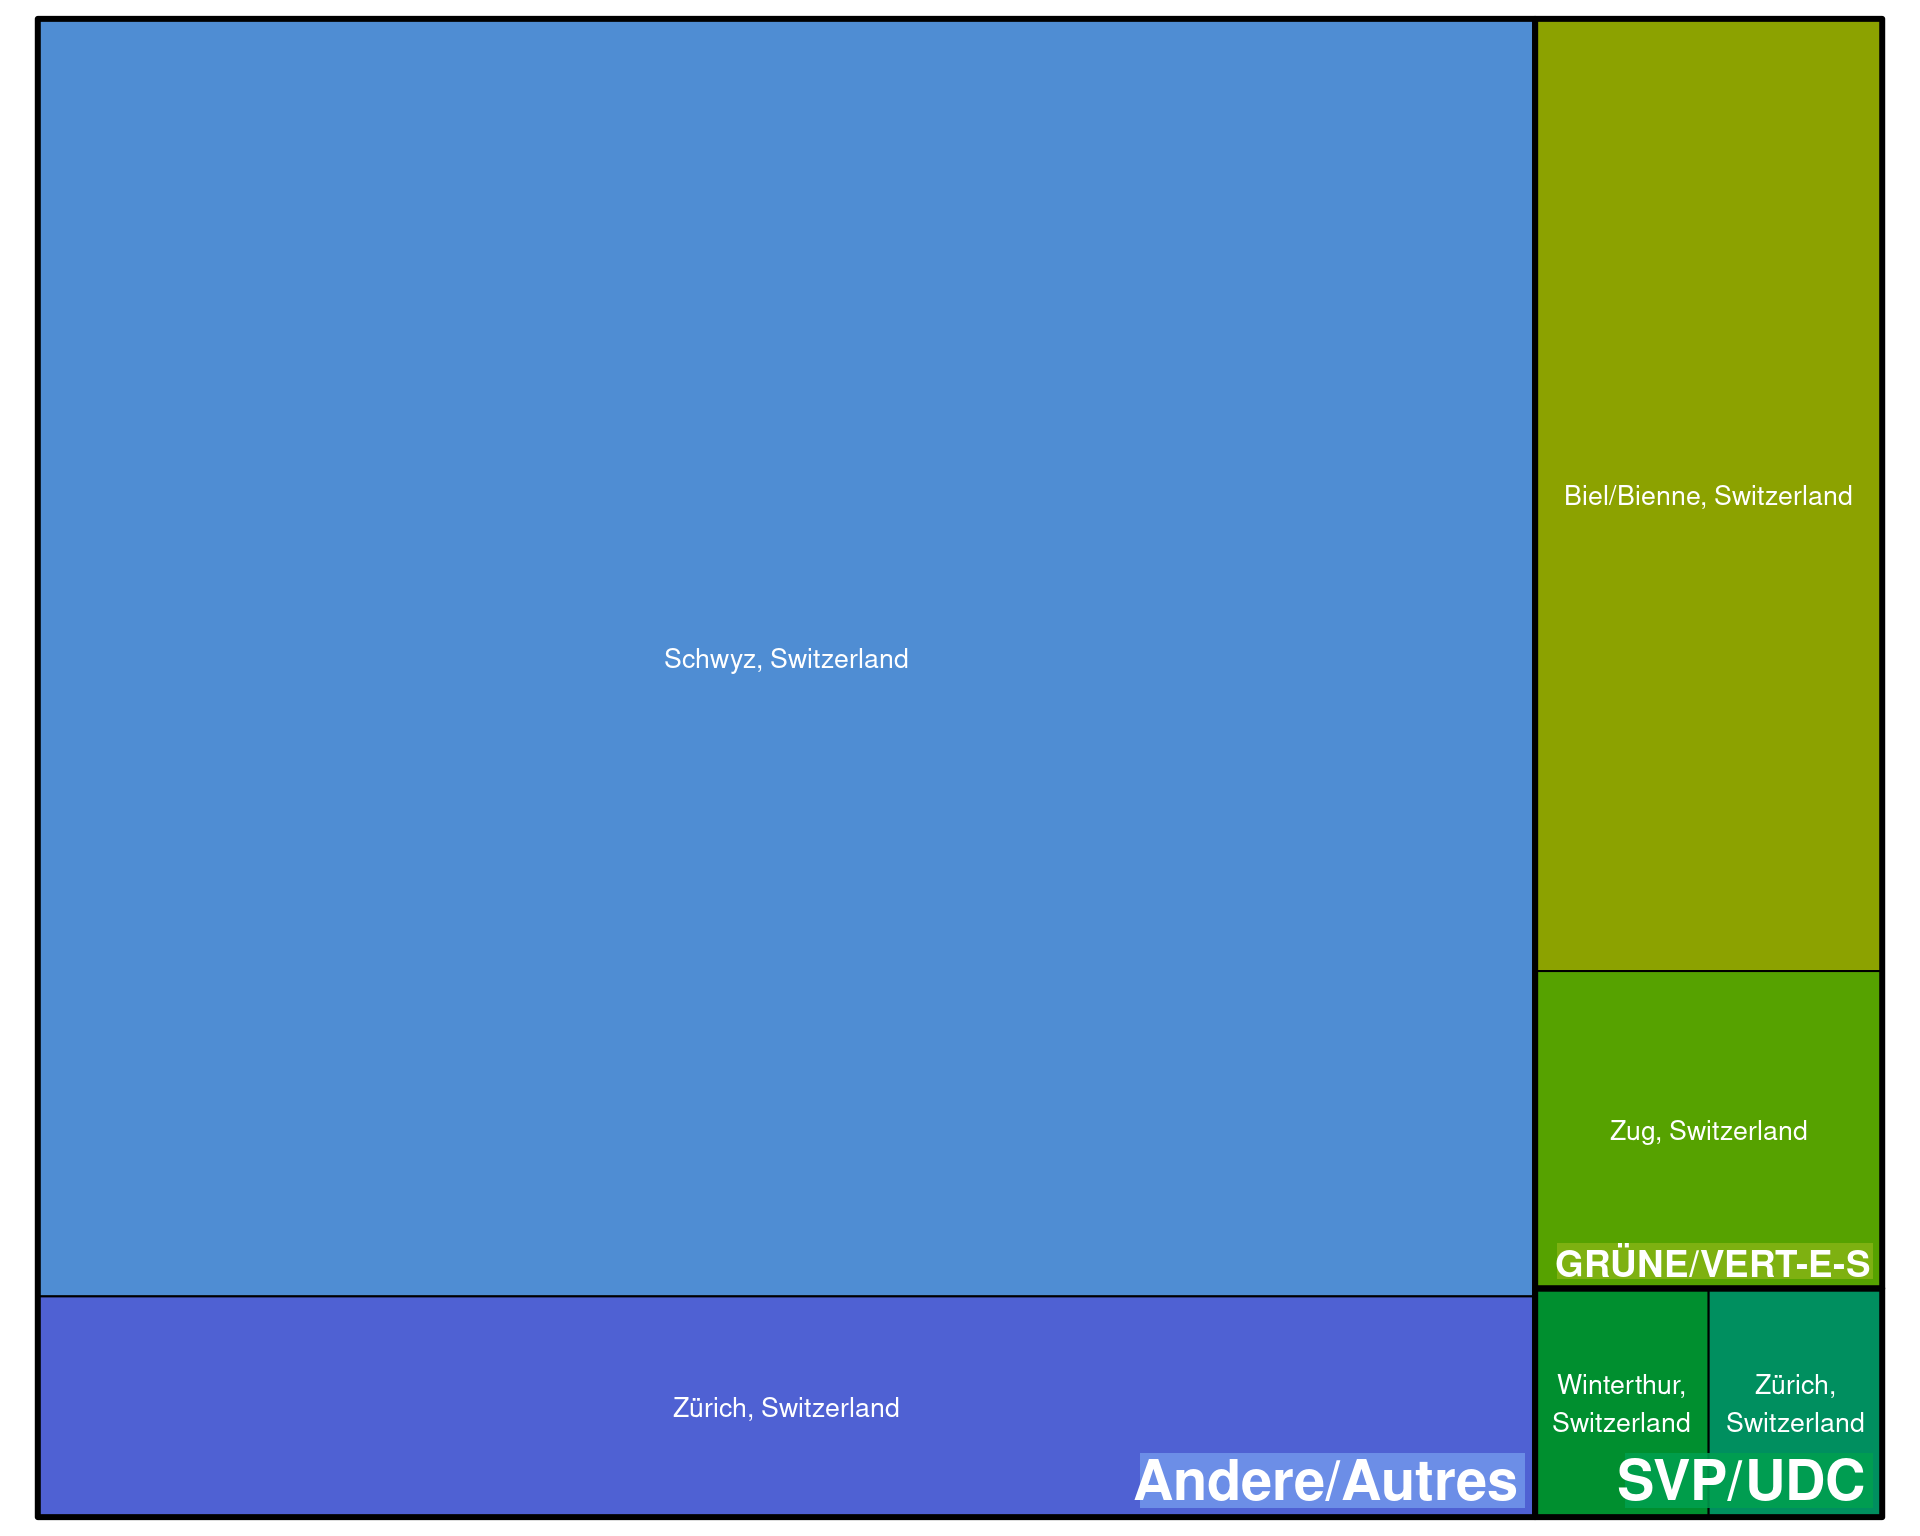 Schwyz, Switzerland
Zürich, Switzerland
Andere/Autres
Biel/Bienne, Switzerland
Zug, Switzerland
GRÜNE/VERT-E-S
Winterthur,
Switzerland
Zürich,
Switzerland
SVP/UDC